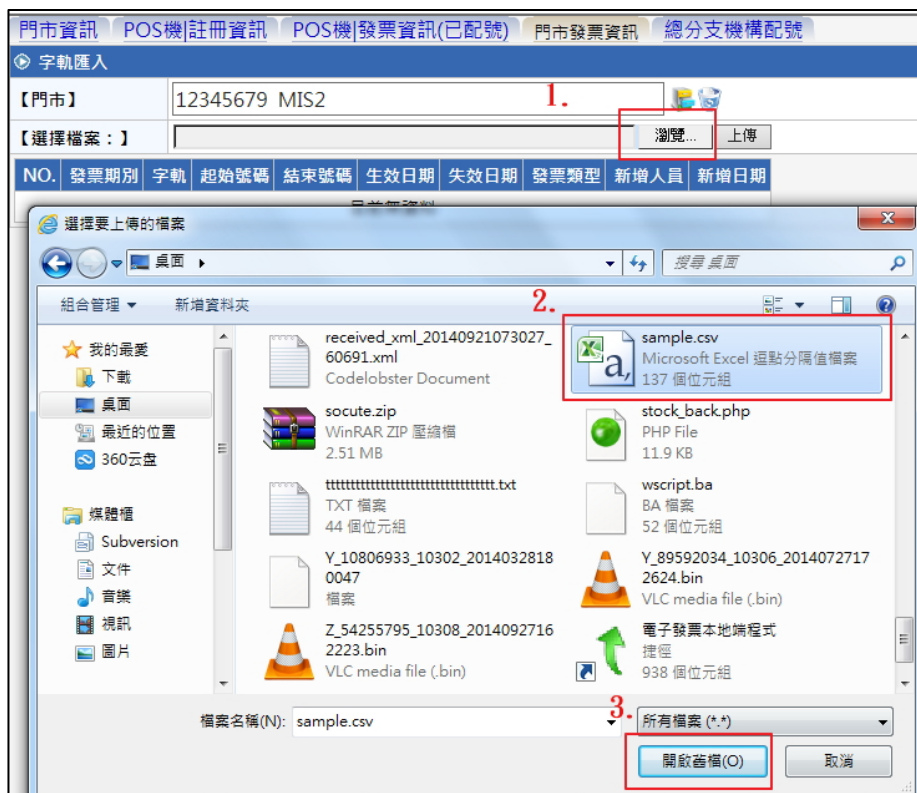 門市資訊 POS機|註冊資訊 POS機|發票資訊(已配號) 門市發票資訊 總分支機構配號
字軌匯入
【門市】 12345679 MIS2 1.
【選擇檔案：】 瀏覽... 上傳
NO. 發票期別 字軌 起始號碼 結束號碼 生效日期 失效日期 發票類型 新增人員 新增日期
目前無資料
選擇要上傳的檔案
桌面 搜尋 桌面
組合管理 新增資料夾 2.
我的最愛
下載
桌面
最近的位置
360云盘
媒體櫃
Subversion
文件
音樂
視訊
圖片
received_xml_20140921073027_
60691.xml
Codelobster Document
sample.csv
Microsoft Excel 逗點分隔值檔案
137 個位元組
socute.zip
WinRAR ZIP 壓縮檔
2.51 MB
stock_back.php
PHP File
11.9 KB
TXT 檔案
44 個位元組
wscript.ba
BA 檔案
52 個位元組
Y_10806933_10302_2014032818
0047
檔案
Y_89592034_10306_2014072717
2624.bin
VLC media file (.bin)
Z_54255795_10308_2014092716
2223.bin
VLC media file (.bin)
電子發票本地端程式
捷徑
938 個位元組
檔案名稱(N): sample.csv 3. 所有檔案 (*.*)
開啟舊檔(O) 取消